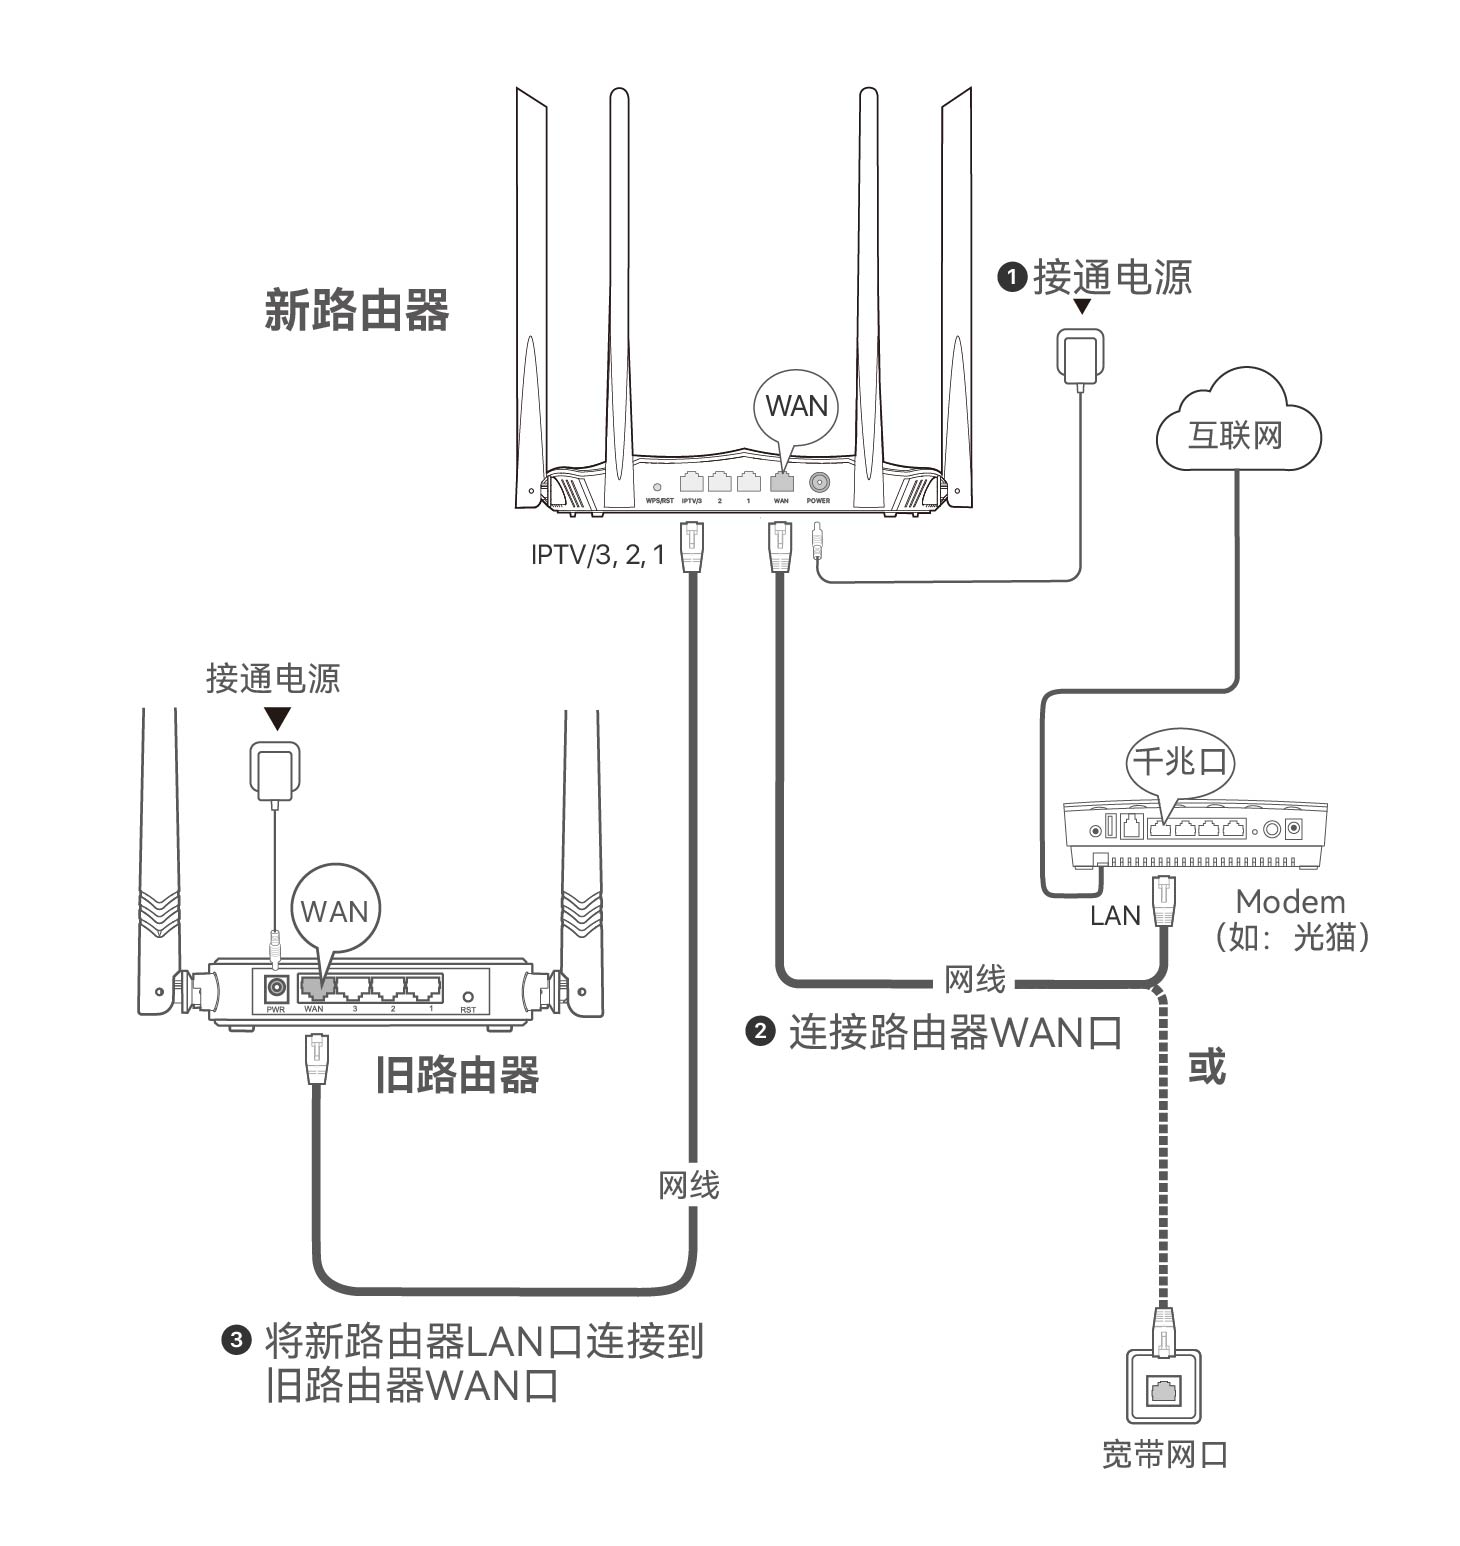 ❶接通电源
新路由器
WAN
互联网
WPS/RST IPTV/3 2 1 WAN POWER
IPTV/3, 2, 1
接通电源
千兆口
WAN
LAN
Modem
（如：光猫）
网线
PWR WAN 3 2 1 RST
❷ 连接路由器WAN口
旧路由器
或
网线
❸ 将新路由器LAN口连接到
旧路由器WAN口
宽带网口